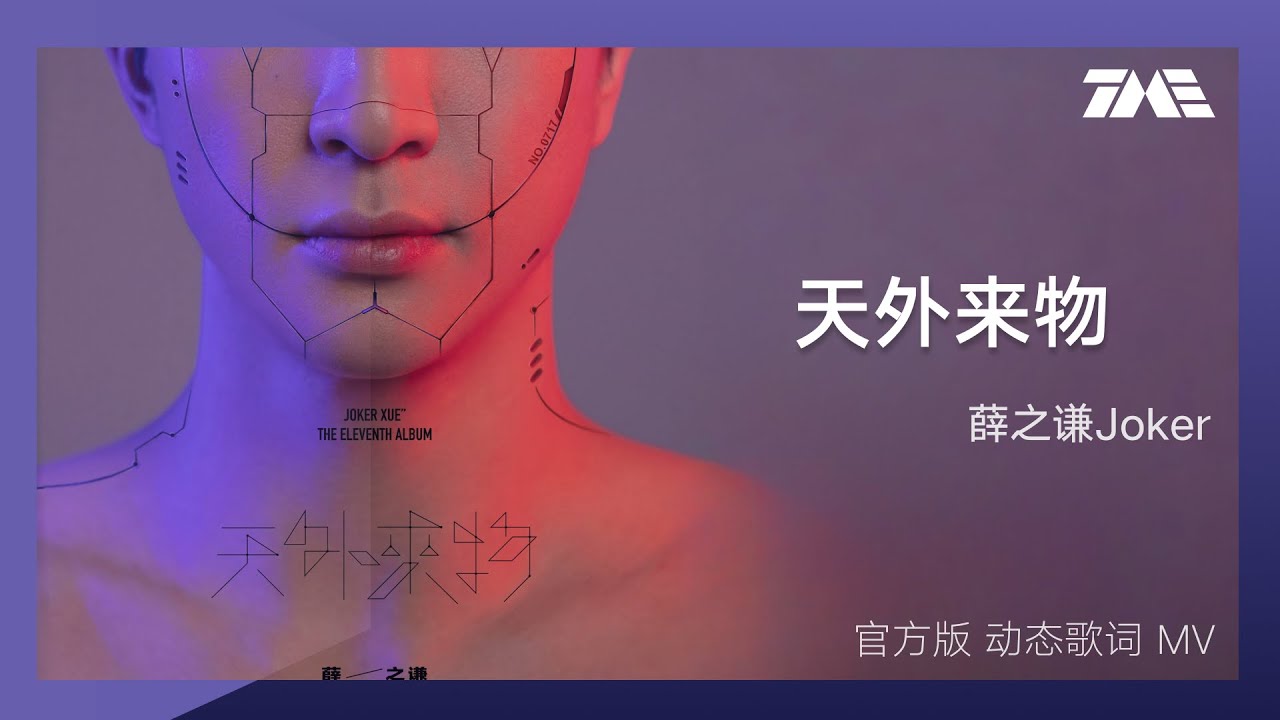 TME
NO.0717
天外来物
薛之谦Joker
JOKER XUE"
THE ELEVENTH ALBUM
天外來物
官方版 动态歌词 MV
薛之谦